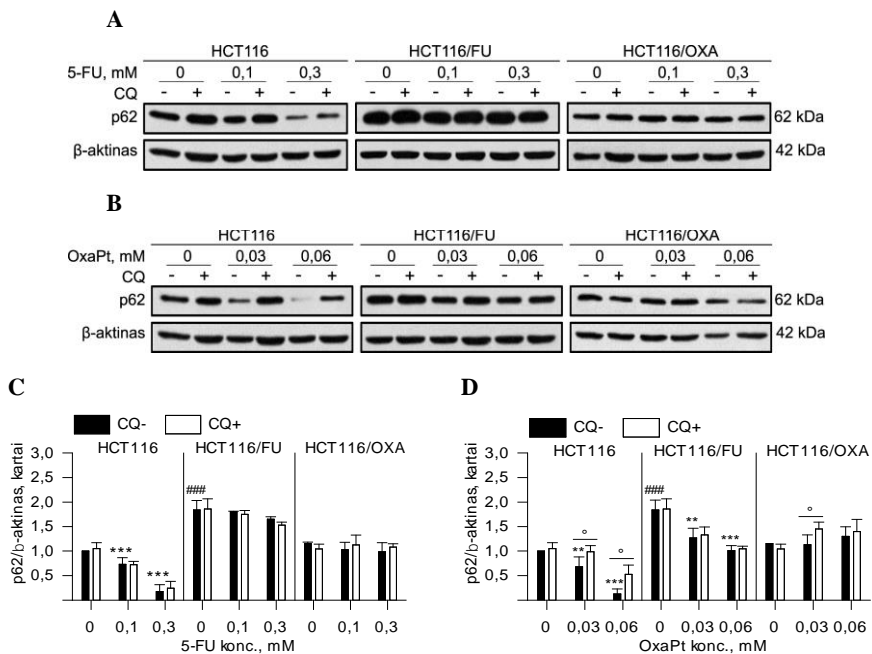 A
HCT116 HCT116/FU HCT116/OXA
5-FU, mM 0 0,1 0,3 0 0,1 0,3 0 0,1 0,3
CQ - + - + - + - + - + - + - + - + - +
p62 62 kDa
β-aktinas 42 kDa
B
HCT116 HCT116/FU HCT116/OXA
OxaPt, mM 0 0,03 0,06 0 0,03 0,06 0 0,03 0,06
CQ - + - + - + - + - + - + - + - + - +
p62 62 kDa
β-aktinas 42 kDa
C
CQ- CQ+
HCT116 HCT116/FU HCT116/OXA
p62/b-aktinas, kartai
3,0
2,5
2,0
1,5
1,0
0,5
*** *** ###
0 0,1 0,3 0 0,1 0,3 0 0,1 0,3
5-FU konc., mM
D
CQ- CQ+
HCT116 HCT116/FU HCT116/OXA
p62/b-aktinas, kartai
3,0
2,5
2,0
1,5
1,0
0,5
** ° *** ° ### ** *** °
0 0,03 0,06 0 0,03 0,06 0 0,03 0,06
OxaPt konc., mM